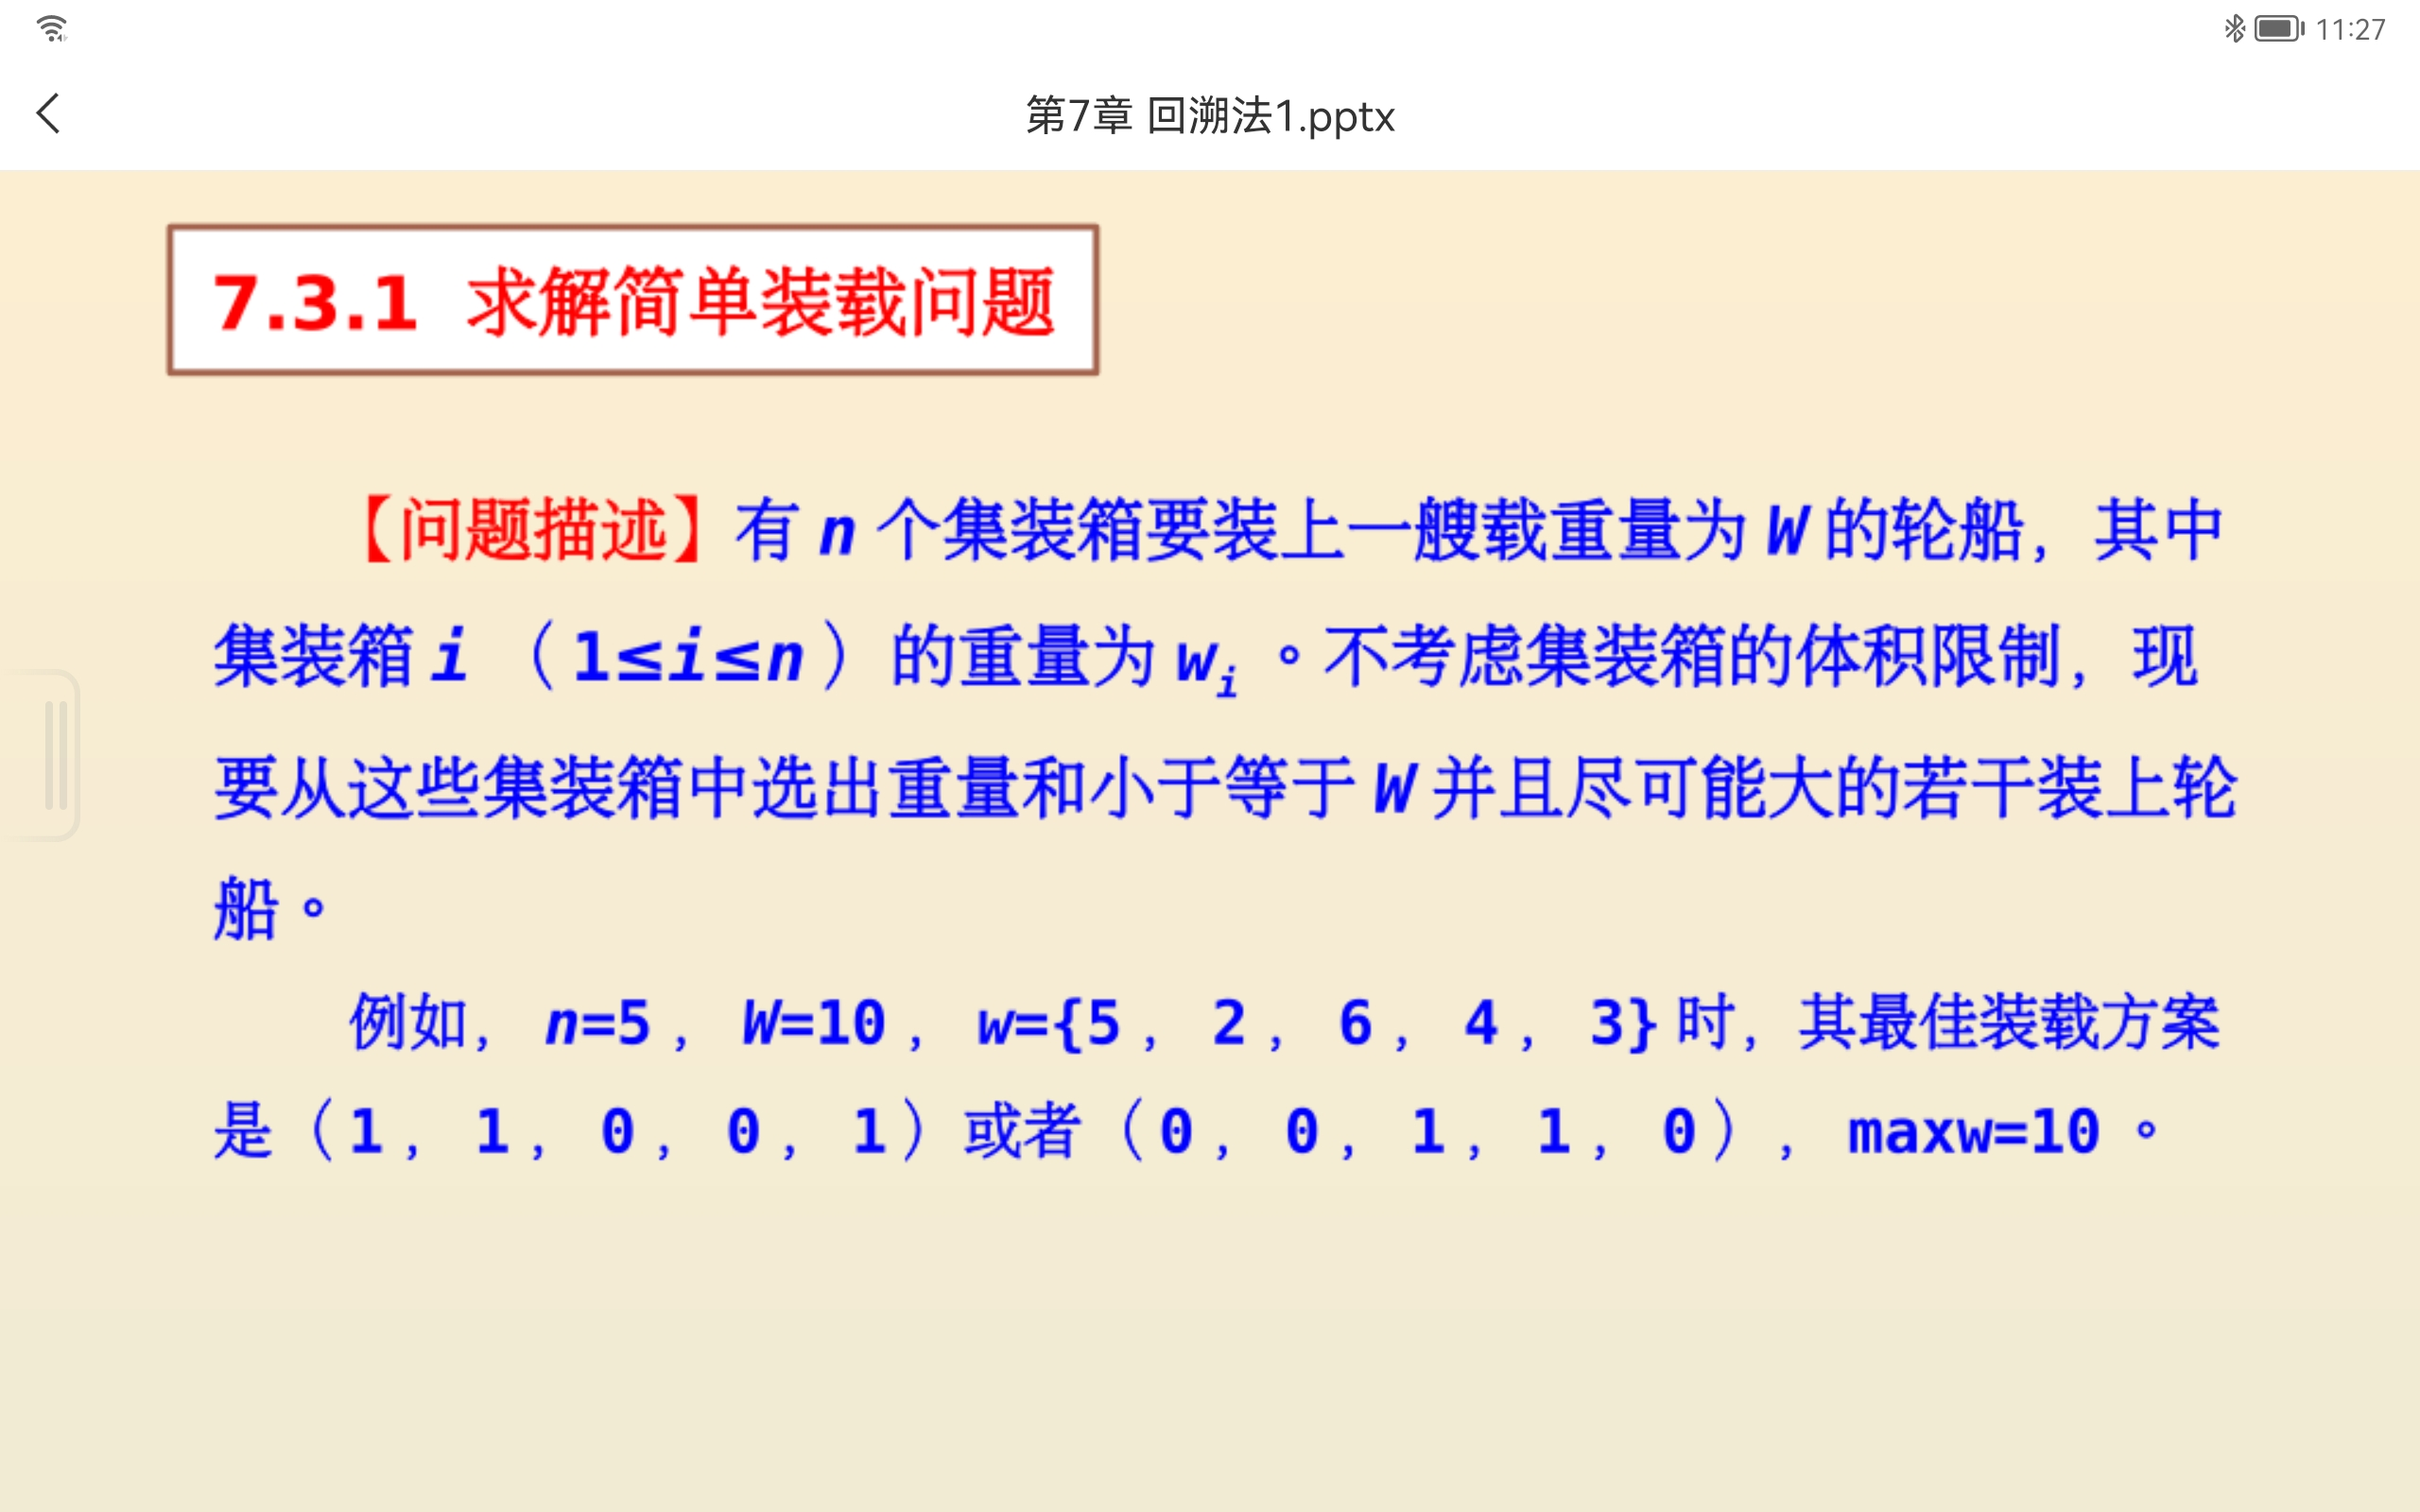 11:27
第7章 回溯法1.pptx
7.3.1 求解简单装载问题
【问题描述】有 n 个集装箱要装上一艘载重量为 W 的轮船，其中
集装箱 i （1≤i≤n） 的重量为 wi 。不考虑集装箱的体积限制，现
要从这些集装箱中选出重量和小于等于 W 并且尽可能大的若干装上轮
船。
例如，n=5，W=10，w={5，2，6，4，3}时，其最佳装载方案
是（1，1，0，0，1）或者（0，0，1，1，0），maxw=10。